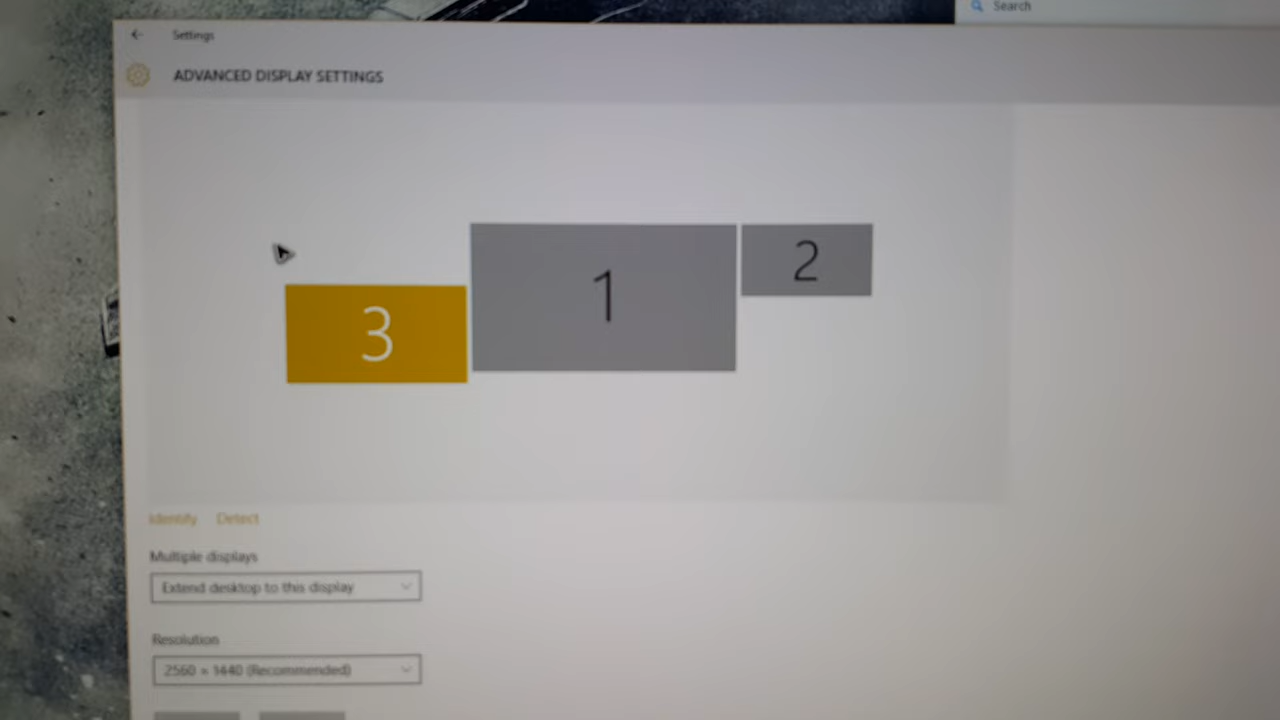 Search
Settings
ADVANCED DISPLAY SETTINGS
3
1
2
Identify
Detect
Multiple displays
Extend desktop to this display
Resolution
2560 × 1440 (Recommended)